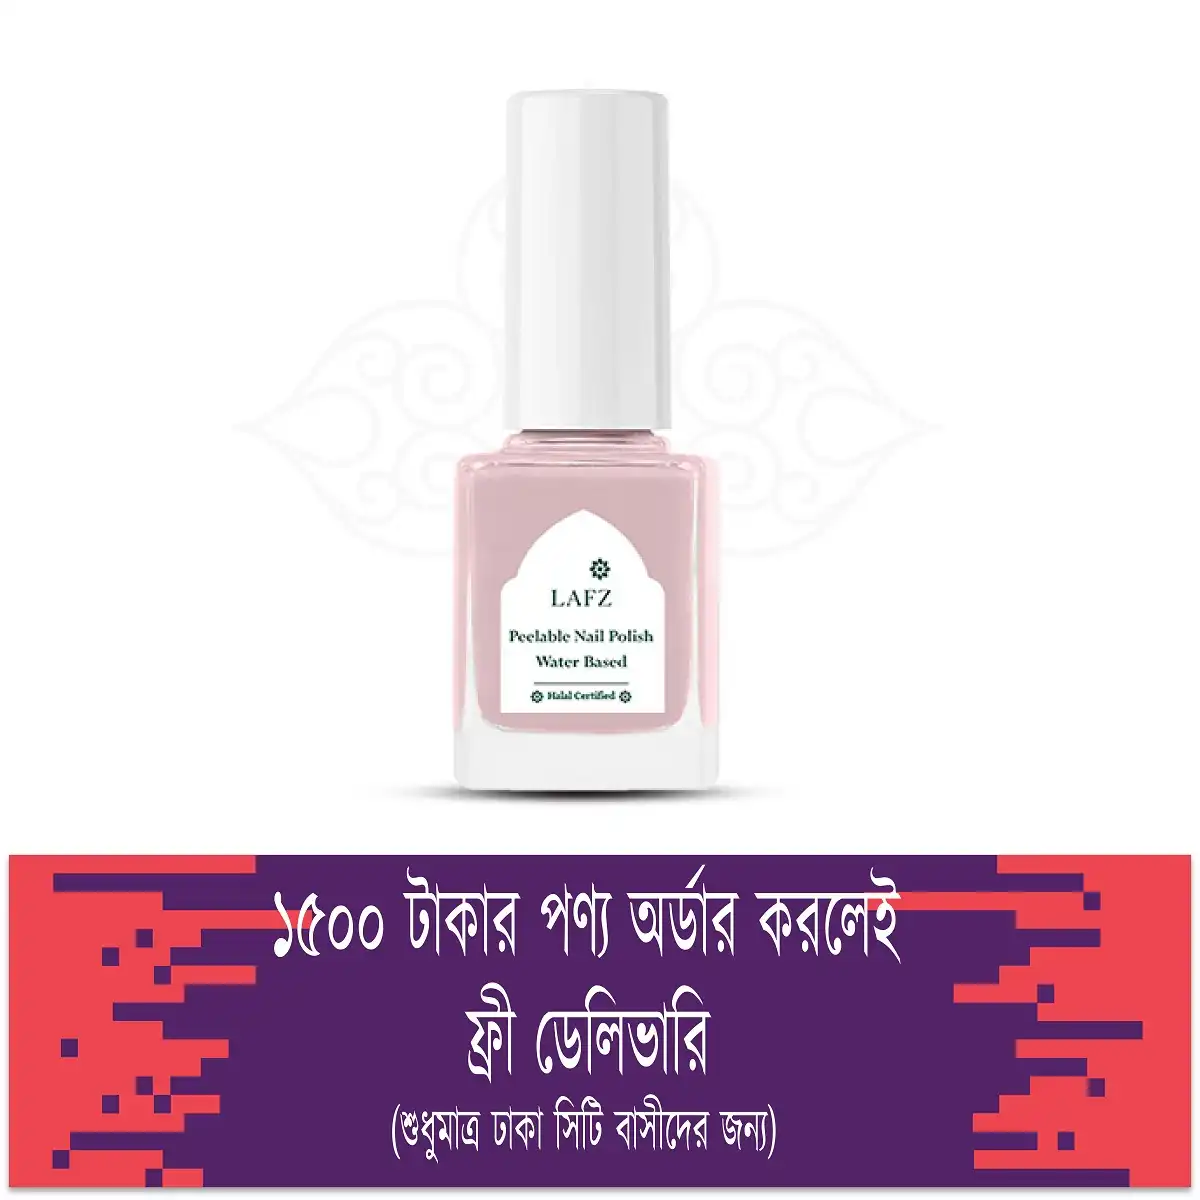 LAFZ
Peelable Nail Polish
Water Based
Halal Certified
১৫০০ টাকার পণ্য অর্ডার করলেই
ফ্রী ডেলিভারি
(শুধুমাত্র ঢাকা সিটি বাসীদের জন্য)